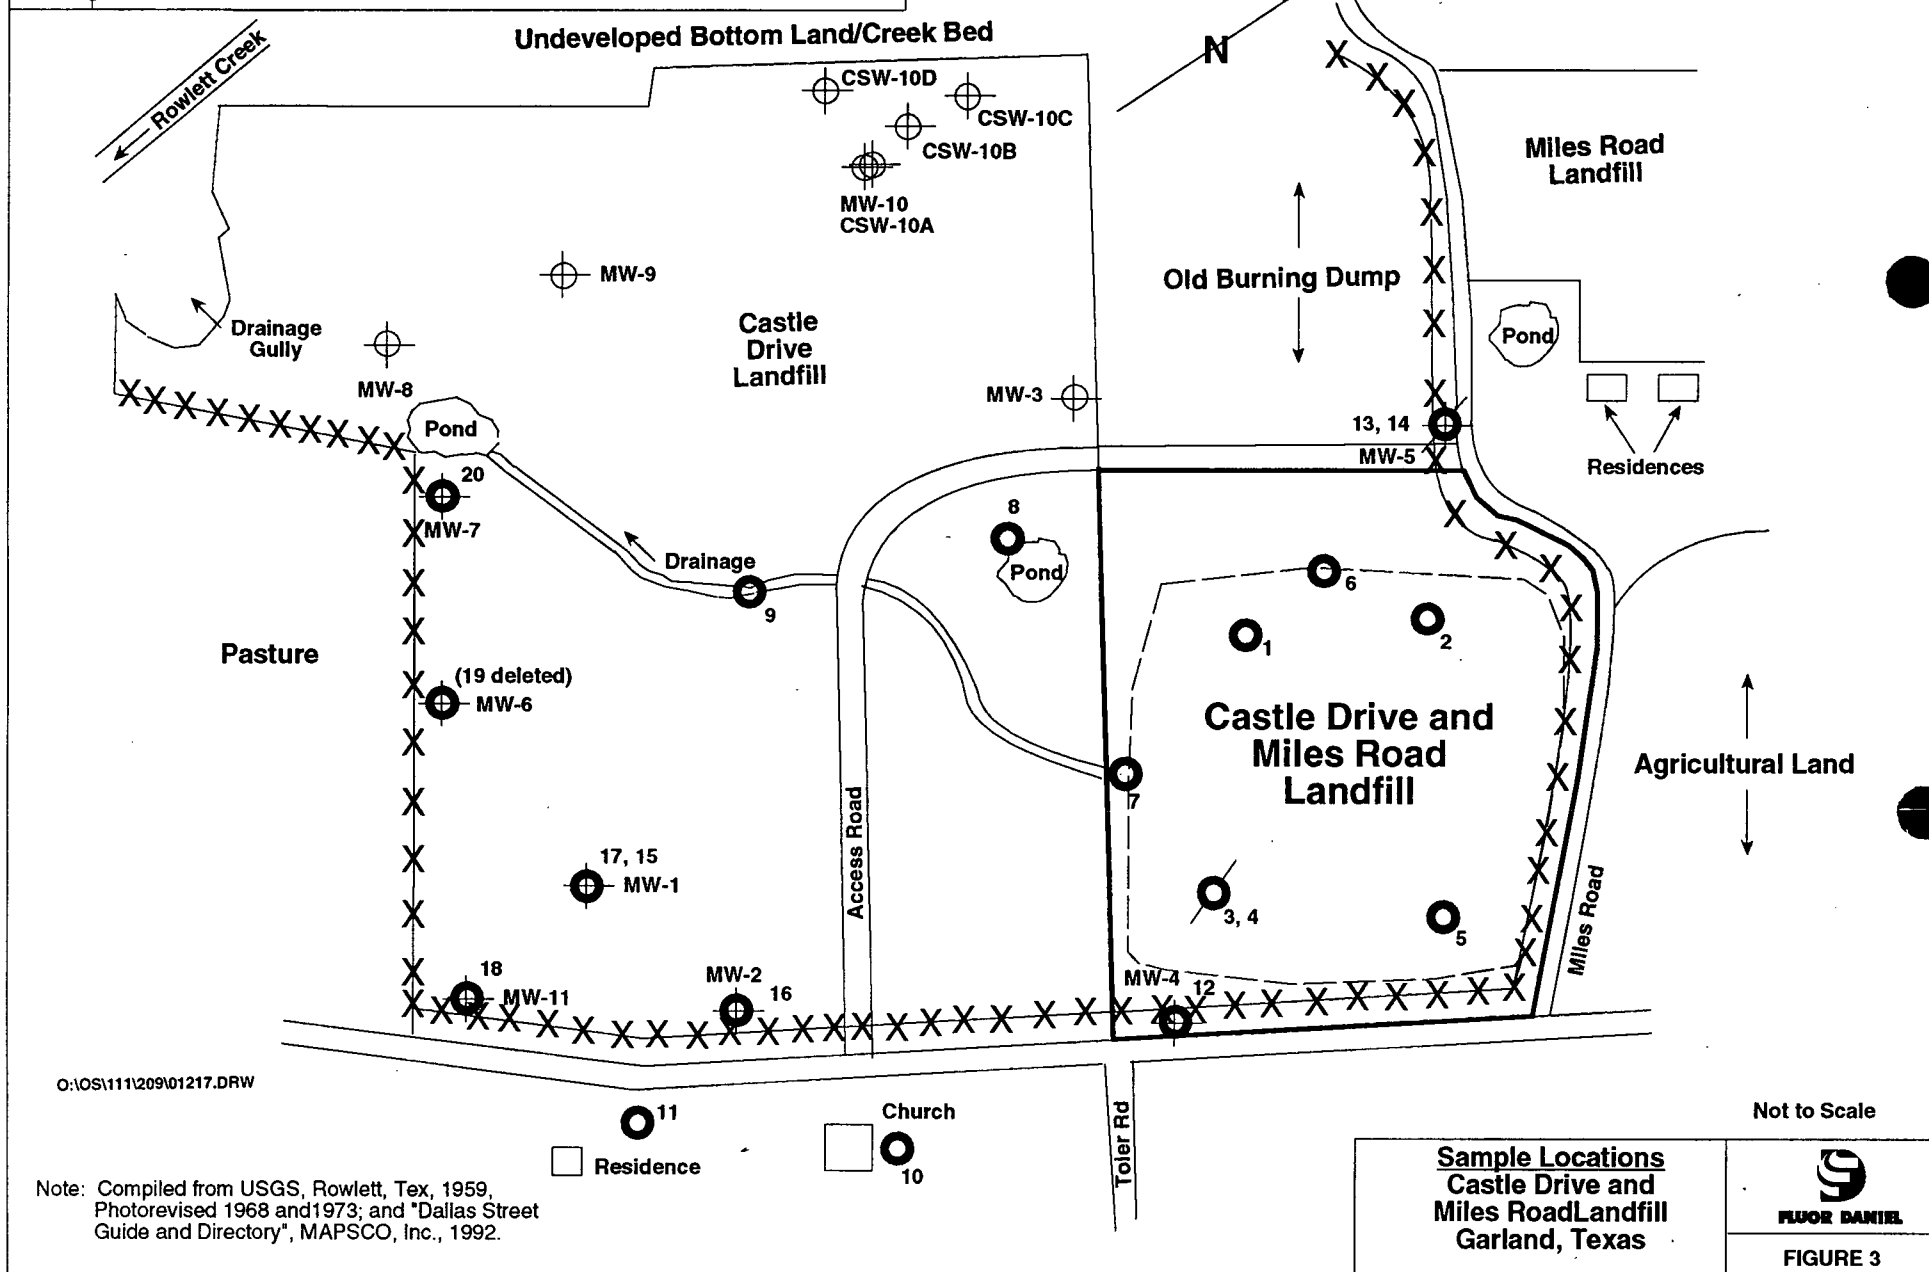 Undeveloped Bottom Land/Creek Bed
Rowlett Creek
N
CSW-10D
CSW-10C
CSW-10B
MW-10
CSW-10A
Miles Road
Landfill
MW-9
Old Burning Dump
Drainage
Gully
Castle
Drive
Landfill
Pond
MW-8
MW-3
Pond
13, 14
MW-5
Residences
20
MW-7
8
Pond
Drainage
9
6
1
2
Pasture
(19 deleted)
MW-6
Castle Drive and
Miles Road
Landfill
Agricultural Land
7
Access Road
17, 15
MW-1
3, 4
5
Miles Road
18
MW-11
MW-2
16
MW-4
12
O:\OS\111\209\01217.DRW
11
Residence
Church
10
Toler Rd
Not to Scale
Note: Compiled from USGS, Rowlett, Tex, 1959,
Photorevised 1968 and1973; and "Dallas Street
Guide and Directory", MAPSCO, Inc., 1992.
Sample Locations
Castle Drive and
Miles RoadLandfill
Garland, Texas
FLUOR DANIEL
FIGURE 3